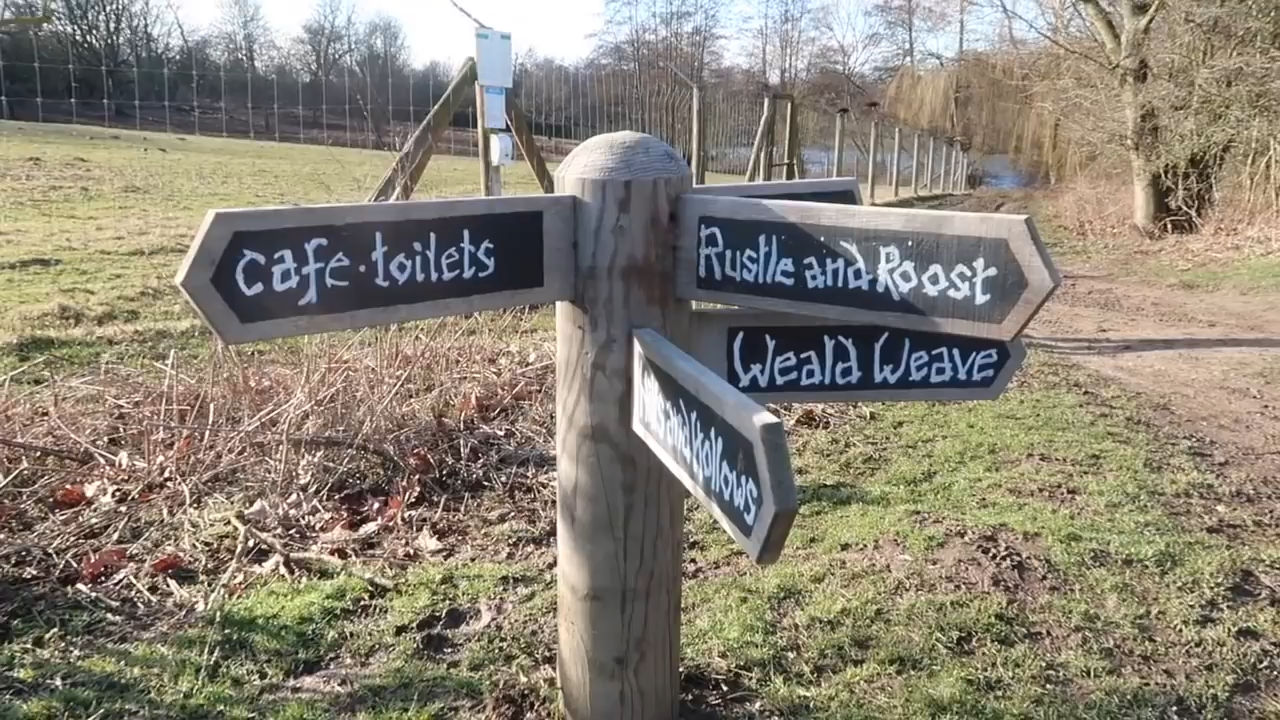 cafe·toilets
Rustle and Roost
Weald Weave
and Hollows